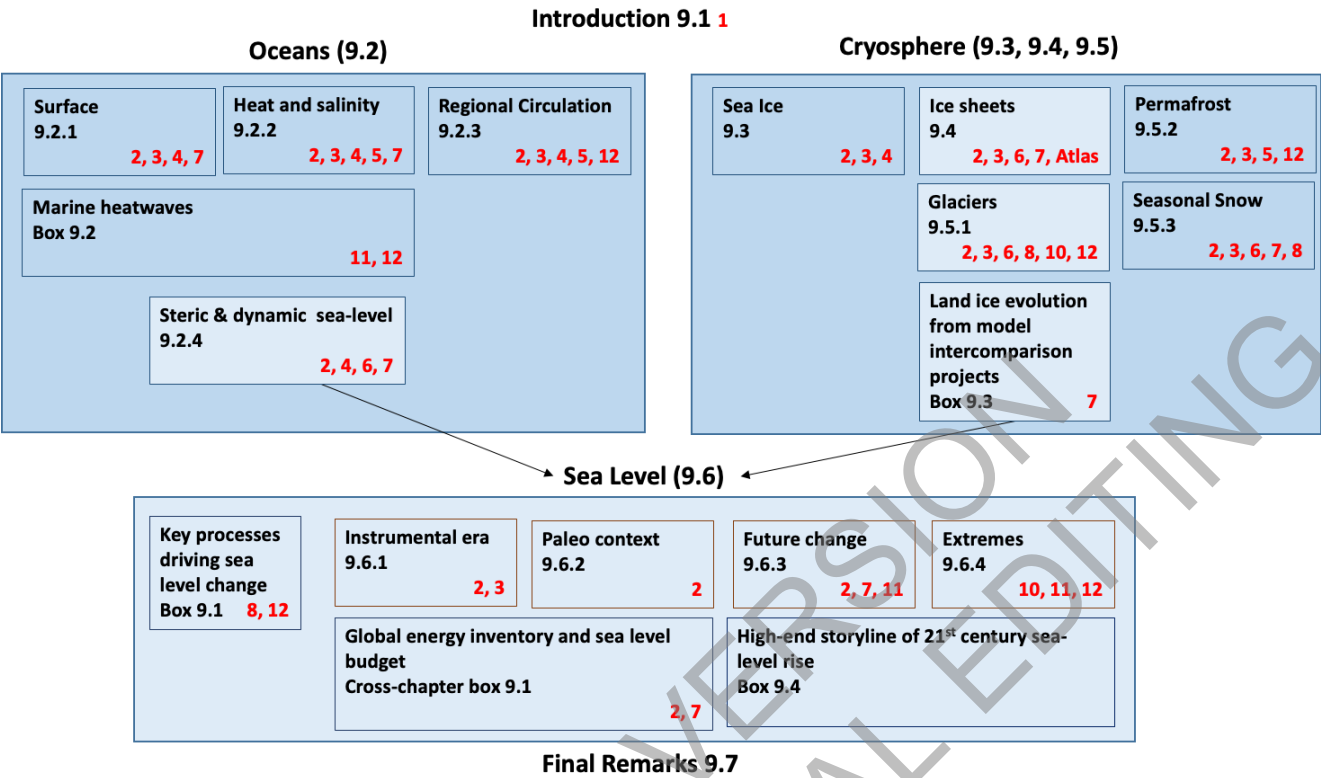 Introduction 9.1 1
Oceans (9.2)
Surface
9.2.1
2, 3, 4, 7
Heat and salinity
9.2.2
2, 3, 4, 5, 7
Regional Circulation
9.2.3
2, 3, 4, 5, 12
Marine heatwaves
Box 9.2
11, 12
Steric & dynamic sea-level
9.2.4
2, 4, 6, 7
Cryosphere (9.3, 9.4, 9.5)
Sea Ice
9.3
2, 3, 4
Ice sheets
9.4
2, 3, 6, 7, Atlas
Permafrost
9.5.2
2, 3, 5, 12
Glaciers
9.5.1
2, 3, 6, 8, 10, 12
Seasonal Snow
9.5.3
2, 3, 6, 7, 8
Land ice evolution
from model
intercomparison
projects
Box 9.3 7
Sea Level (9.6)
Key processes
driving sea
level change
Box 9.1 8, 12
Instrumental era
9.6.1
2, 3
Paleo context
9.6.2
2
Future change
9.6.3
2, 7, 11
Extremes
9.6.4
10, 11, 12
Global energy inventory and sea level
budget
Cross-chapter box 9.1
2, 7
High-end storyline of 21st century sea-
level rise
Box 9.4
Final Remarks 9.7
VERSION
EDITING